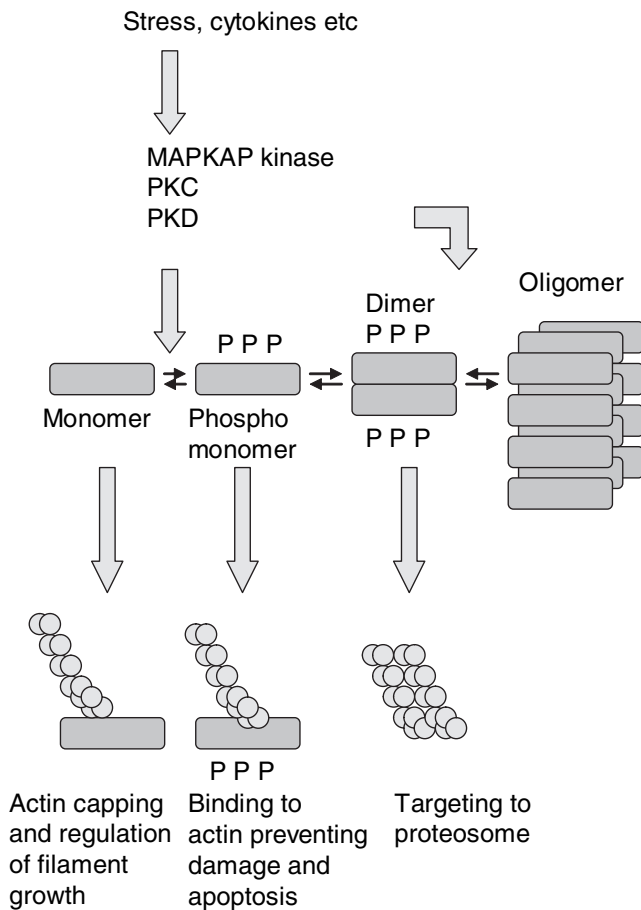 Stress, cytokines etc
MAPKAP kinase
PKC
PKD
Oligomer
Dimer
P P P
P P P
Monomer
Phospho
monomer
P P P
P P P
Actin capping
and regulation
of filament
growth
Binding to
actin preventing
damage and
apoptosis
Targeting to
proteosome